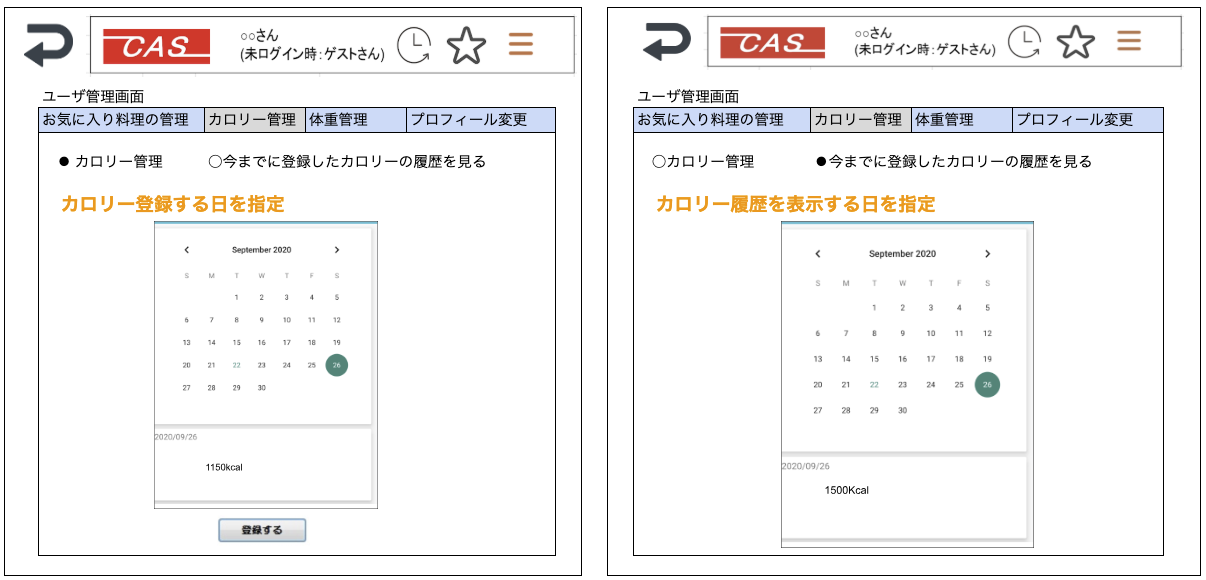 CAS
○○さん
(未ログイン時:ゲストさん)
ユーザ管理画面
お気に入り料理の管理 カロリー管理 体重管理 プロフィール変更
● カロリー管理 ○今までに登録したカロリーの履歴を見る
カロリー登録する日を指定
September 2020
S M T W T F S
1 2 3 4 5
6 7 8 9 10 11 12
13 14 15 16 17 18 19
20 21 22 23 24 25 26
27 28 29 30
2020/09/26
1150kcal
登録する
CAS
○○さん
(未ログイン時:ゲストさん)
ユーザ管理画面
お気に入り料理の管理 カロリー管理 体重管理 プロフィール変更
○カロリー管理 ●今までに登録したカロリーの履歴を見る
カロリー履歴を表示する日を指定
September 2020
S M T W T F S
1 2 3 4 5
6 7 8 9 10 11 12
13 14 15 16 17 18 19
20 21 22 23 24 25 26
27 28 29 30
2020/09/26
1500Kcal